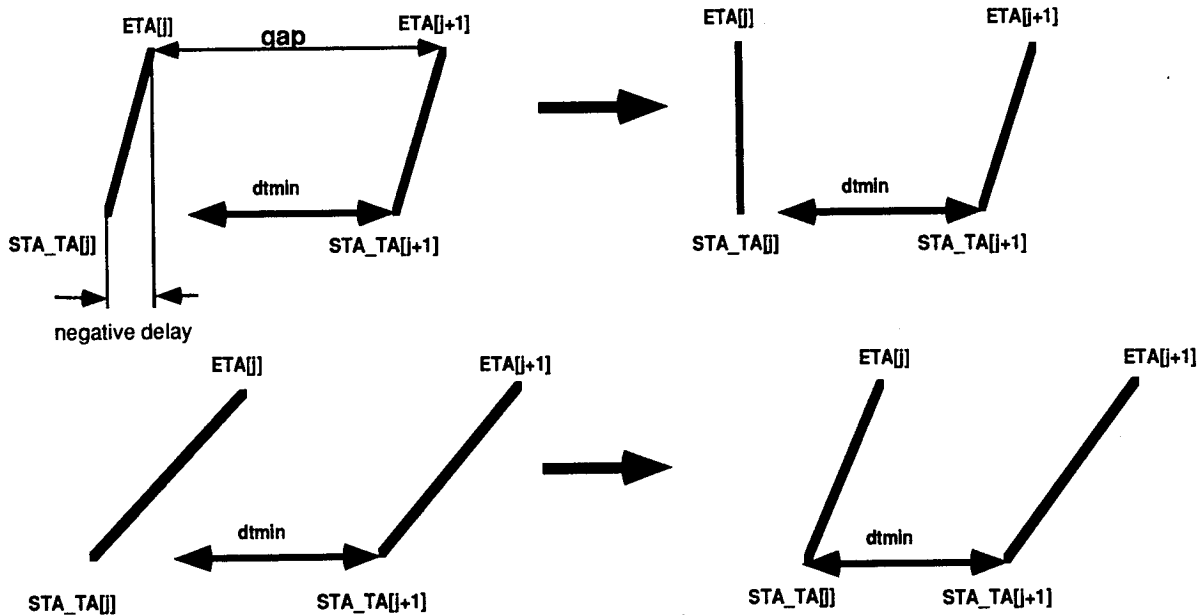 ETA[j]
gap
ETA[j+1]
dtmin
STA_TA[j]
STA_TA[j+1]
negative delay
ETA[j]
ETA[j+1]
dtmin
STA_TA[j]
STA_TA[j+1]
ETA[j]
ETA[j+1]
dtmin
STA_TA[j]
STA_TA[j+1]
ETA[j]
ETA[j+1]
dtmin
STA_TA[j]
STA_TA[j+1]